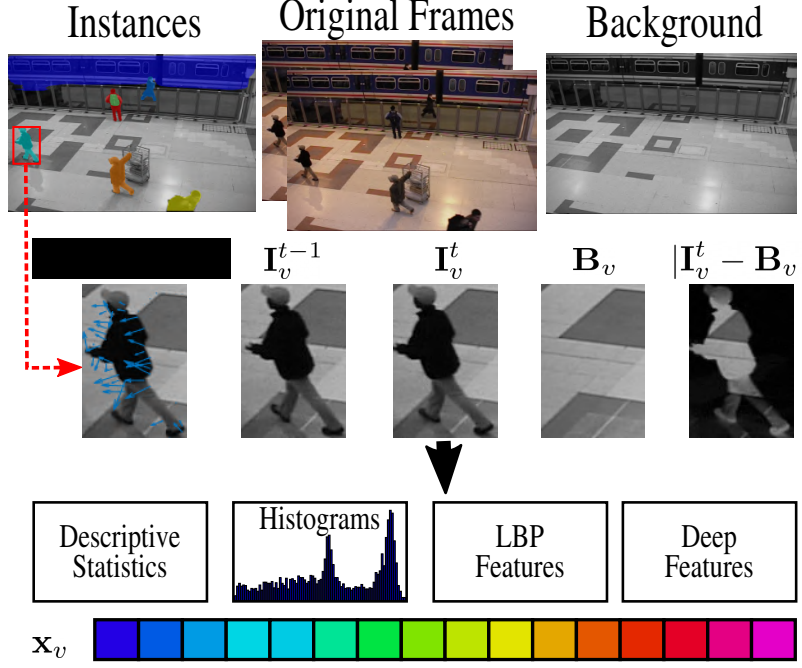 Instances Original Frames Background
I_v^{t-1} I_v^t B_v |I_v^t − B_v
Descriptive Statistics
Histograms
LBP Features
Deep Features
x_v